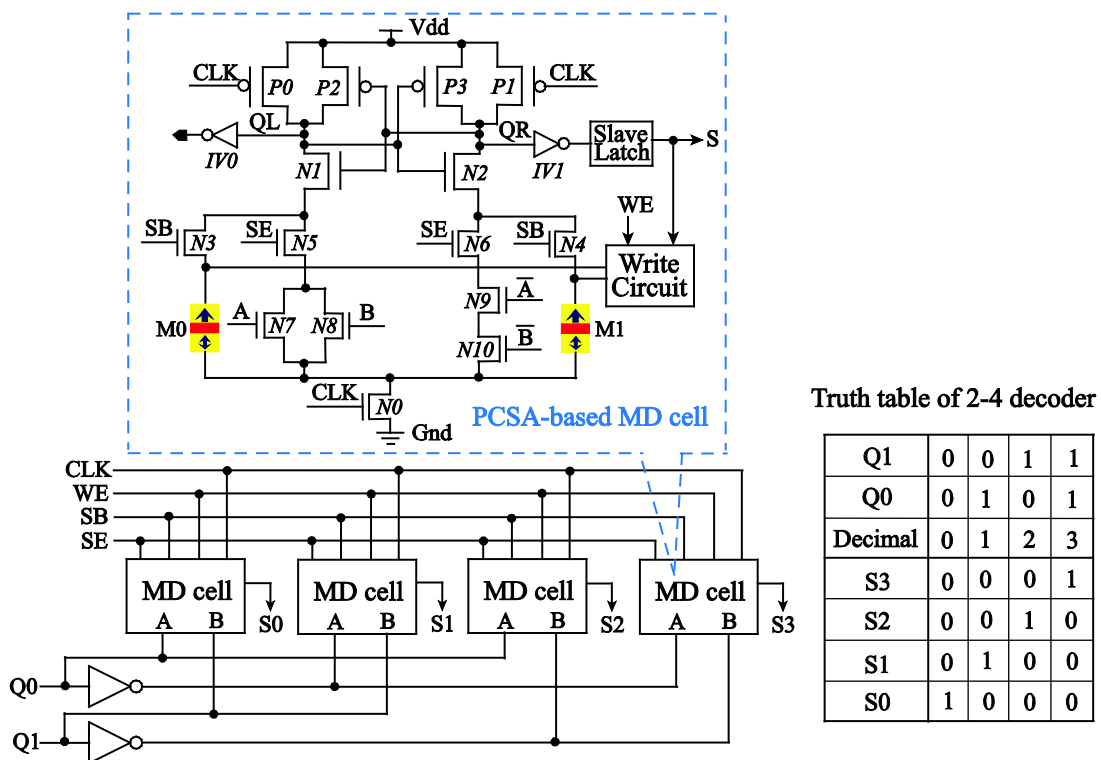 Vdd
CLK P0 P2 P3 P1 CLK
QL QR
IV0 IV1
Slave
Latch
S
N1 N2
WE
SB N3 SE N5 SE N6 SB N4
Write
Circuit
N9 A̅
A N7 N8 B
M0 M1
N10 B̅
CLK N0
Gnd
PCSA-based MD cell
CLK
WE
SB
SE
MD cell MD cell MD cell MD cell
A B A B A B A B
S0 S1 S2 S3
Q0
Q1
Truth table of 2-4 decoder
Q1 0 0 1 1
Q0 0 1 0 1
Decimal 0 1 2 3
S3 0 0 0 1
S2 0 0 1 0
S1 0 1 0 0
S0 1 0 0 0